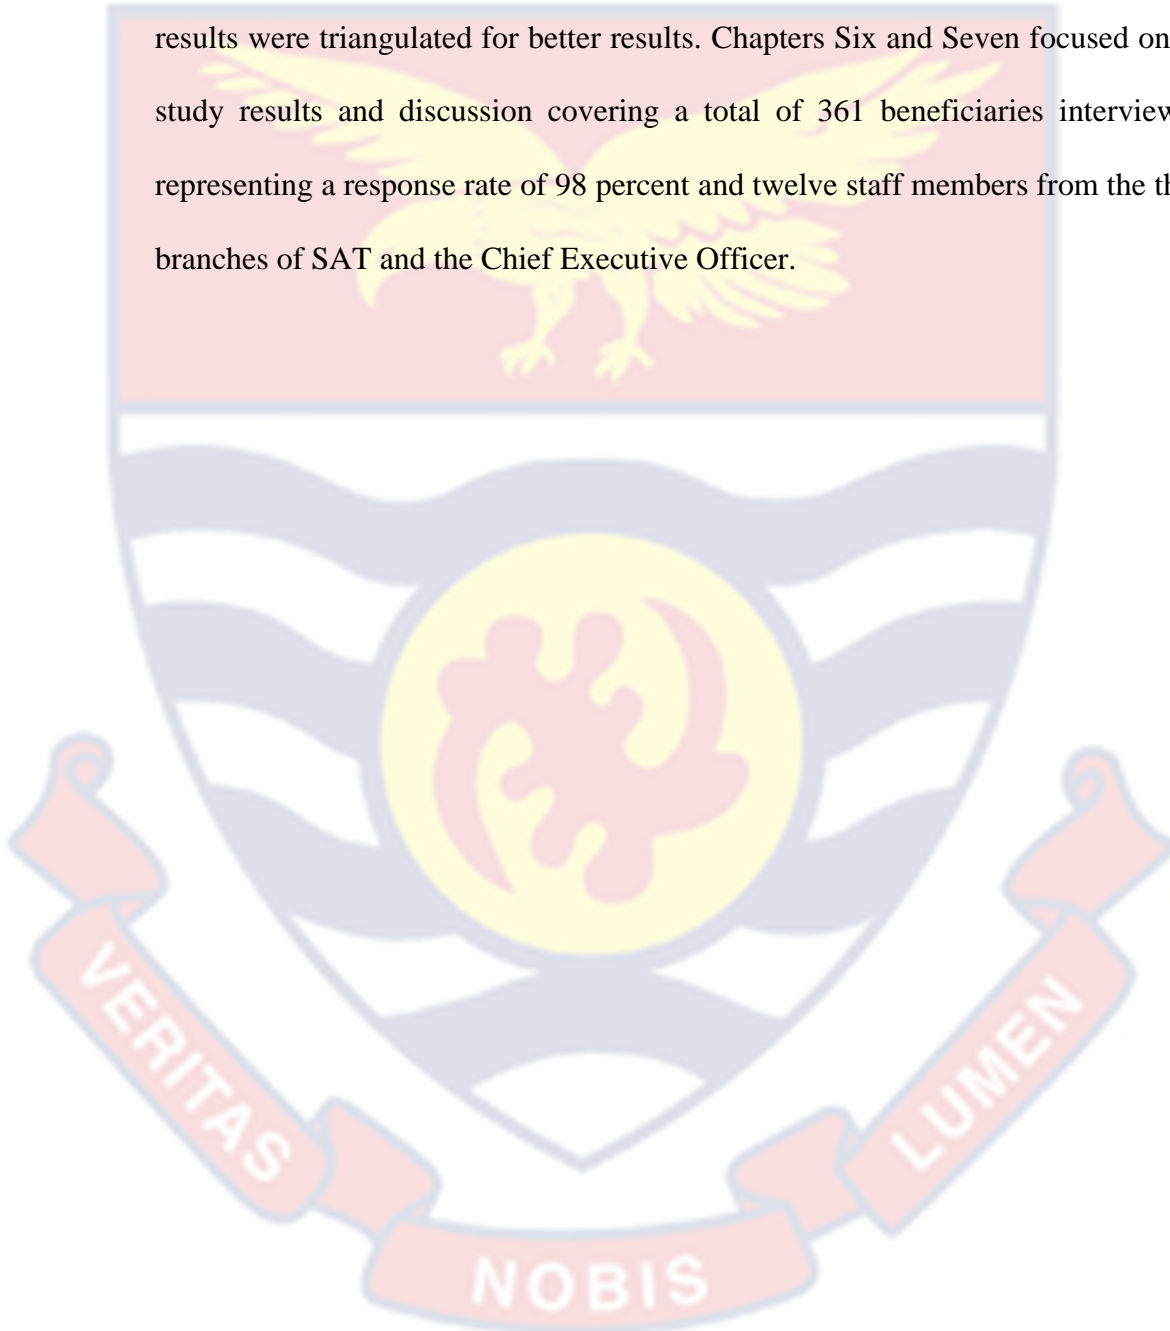 results were triangulated for better results. Chapters Six and Seven focused on
study results and discussion covering a total of 361 beneficiaries interview
representing a response rate of 98 percent and twelve staff members from the th
branches of SAT and the Chief Executive Officer.
VERITAS
NOBIS
LUMEN